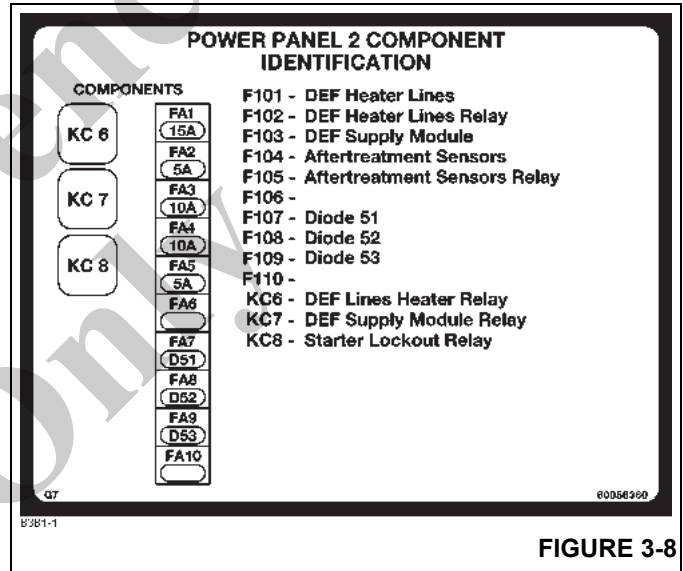 POWER PANEL 2 COMPONENT
IDENTIFICATION
COMPONENTS
KC 6
KC 7
KC 8
FA1
15A
FA2
5A
FA3
10A
FA4
10A
FA5
5A
FA6
FA7
D51
FA8
D52
FA9
D53
FA10
F101 - DEF Heater Lines
F102 - DEF Heater Lines Relay
F103 - DEF Supply Module
F104 - Aftertreatment Sensors
F105 - Aftertreatment Sensors Relay
F106 -
F107 - Diode 51
F108 - Diode 52
F109 - Diode 53
F110 -
KC6 - DEF Lines Heater Relay
KC7 - DEF Supply Module Relay
KC8 - Starter Lockout Relay
G7
80056360
8381-1
FIGURE 3-8
Only